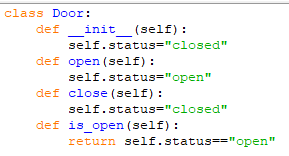 class Door:
    def __init__(self):
        self.status="closed"
    def open(self):
        self.status="open"
    def close(self):
        self.status="closed"
    def is_open(self):
        return self.status=="open"